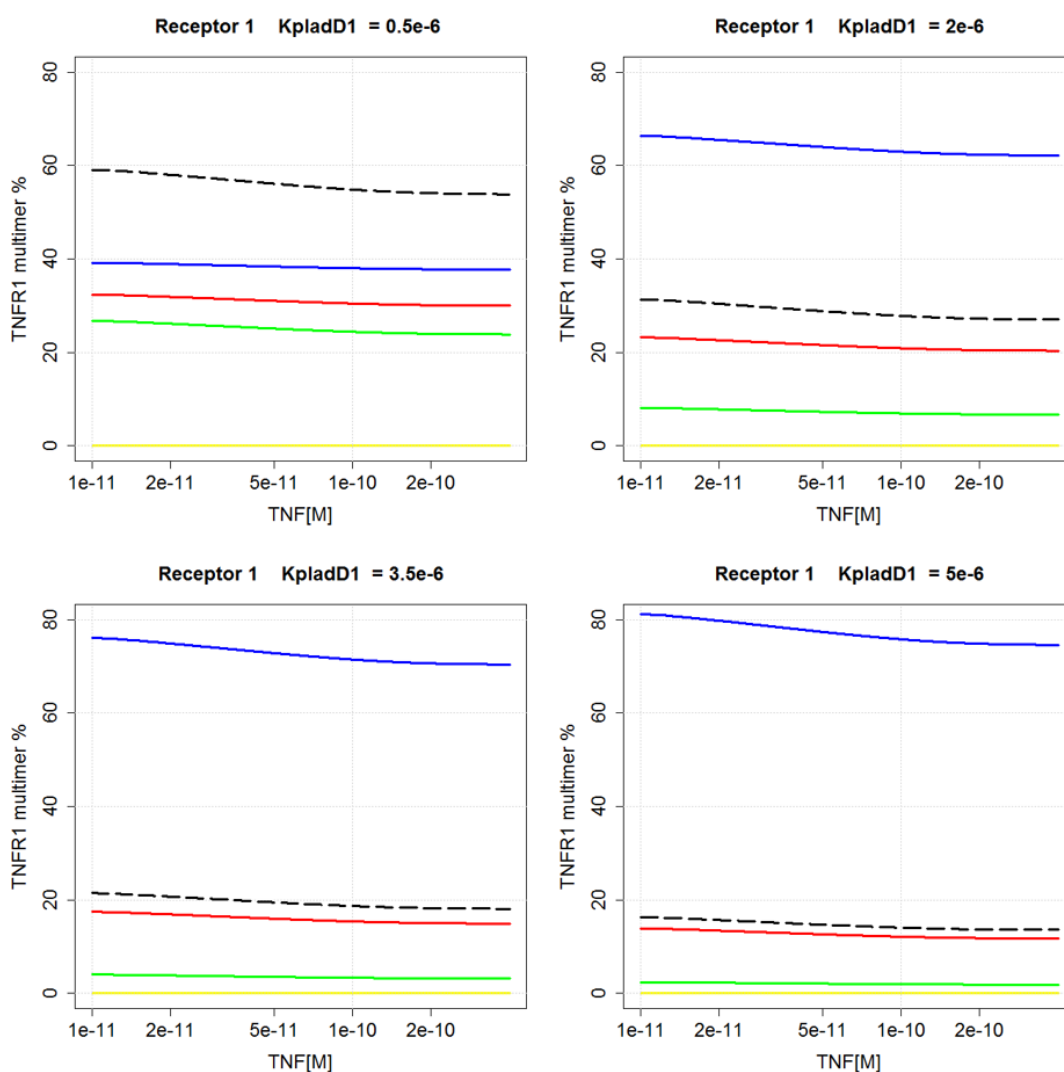 Receptor 1 KpladD1 = 0.5e-6
TNFR1 multimer %
80
60
40
20
0
1e-11 2e-11 5e-11 1e-10 2e-10
TNF[M]
Receptor 1 KpladD1 = 2e-6
TNFR1 multimer %
80
60
40
20
0
1e-11 2e-11 5e-11 1e-10 2e-10
TNF[M]
Receptor 1 KpladD1 = 3.5e-6
TNFR1 multimer %
80
60
40
20
0
1e-11 2e-11 5e-11 1e-10 2e-10
TNF[M]
Receptor 1 KpladD1 = 5e-6
TNFR1 multimer %
80
60
40
20
0
1e-11 2e-11 5e-11 1e-10 2e-10
TNF[M]